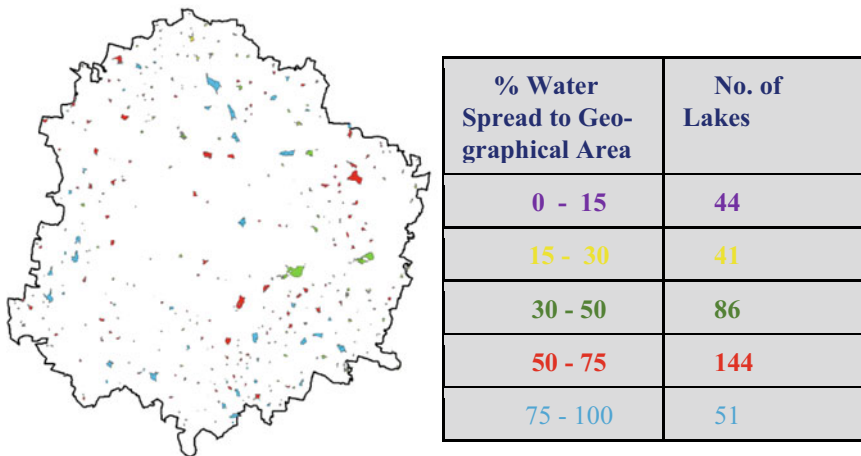 % Water
Spread to Geo-
graphical Area
No. of
Lakes
0 - 15
44
15 - 30
41
30 - 50
86
50 - 75
144
75 - 100
51